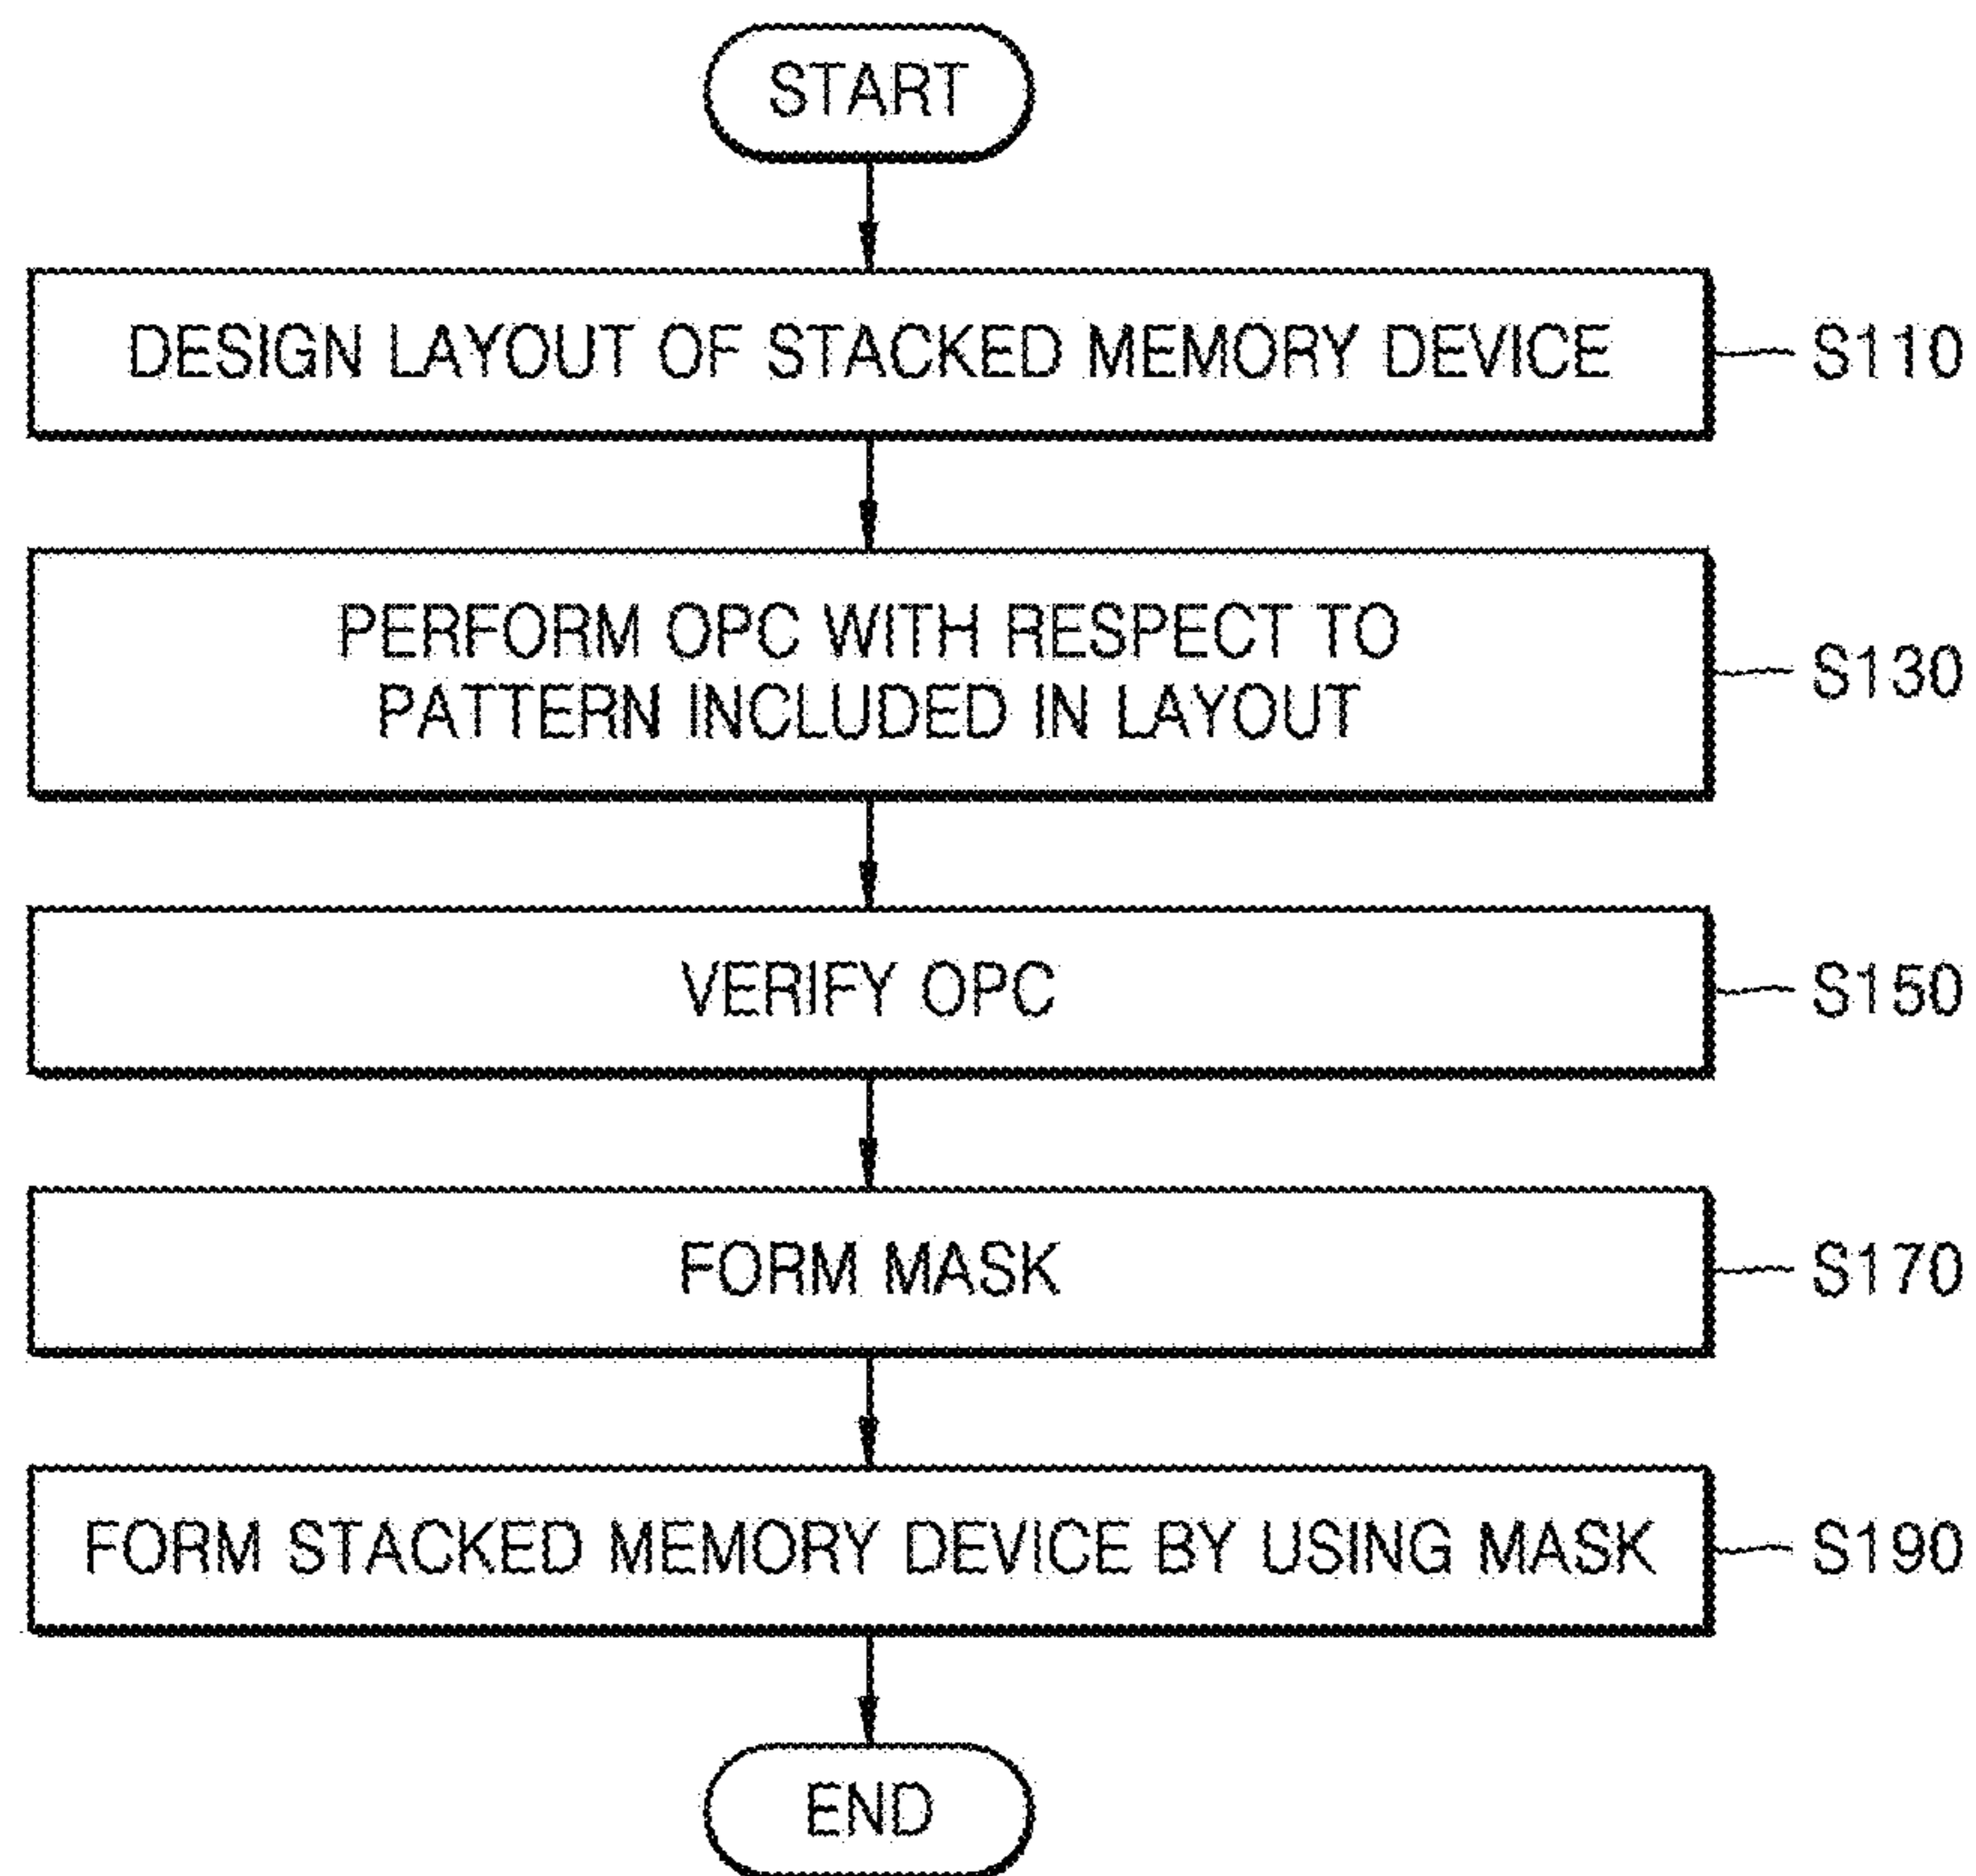 START
DESIGN LAYOUT OF STACKED MEMORY DEVICE
S110
PERFORM OPC WITH RESPECT TO
PATTERN INCLUDED IN LAYOUT
S130
VERIFY OPC
S150
FORM MASK
S170
FORM STACKED MEMORY DEVICE BY USING MASK
S190
END